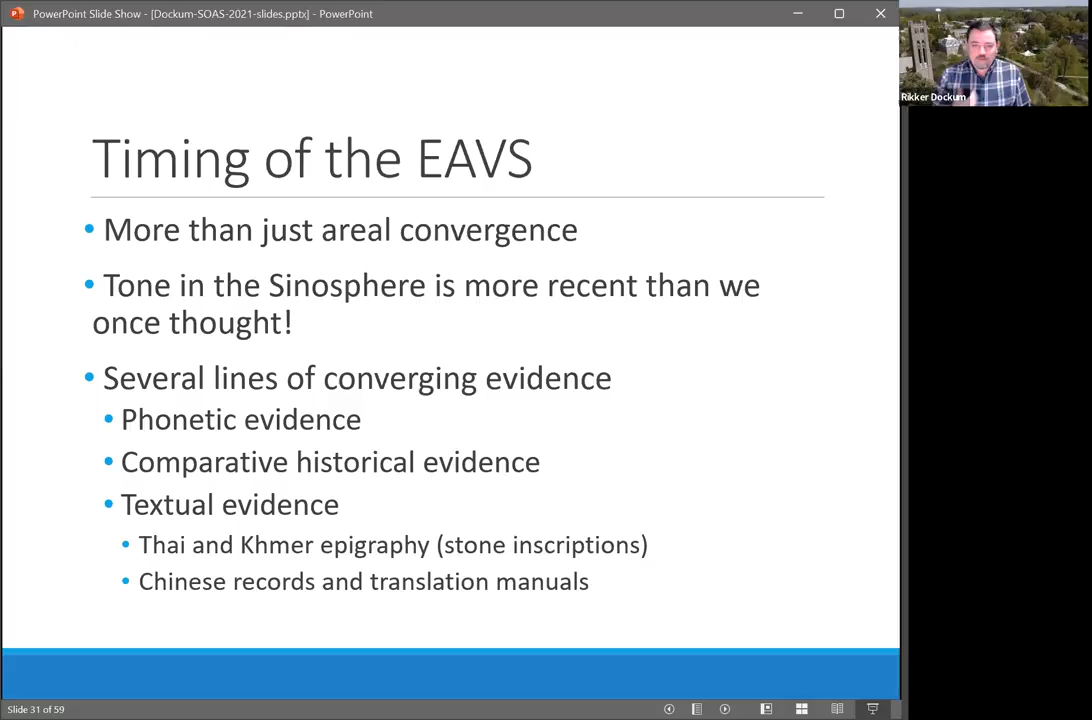 PowerPoint Slide Show - [Dockum-SOAS-2021-slides.pptx] - PowerPoint
Rikker Dockum
Timing of the EAVS
• More than just areal convergence
• Tone in the Sinosphere is more recent than we
once thought!
• Several lines of converging evidence
• Phonetic evidence
• Comparative historical evidence
• Textual evidence
• Thai and Khmer epigraphy (stone inscriptions)
• Chinese records and translation manuals
Slide 31 of 59